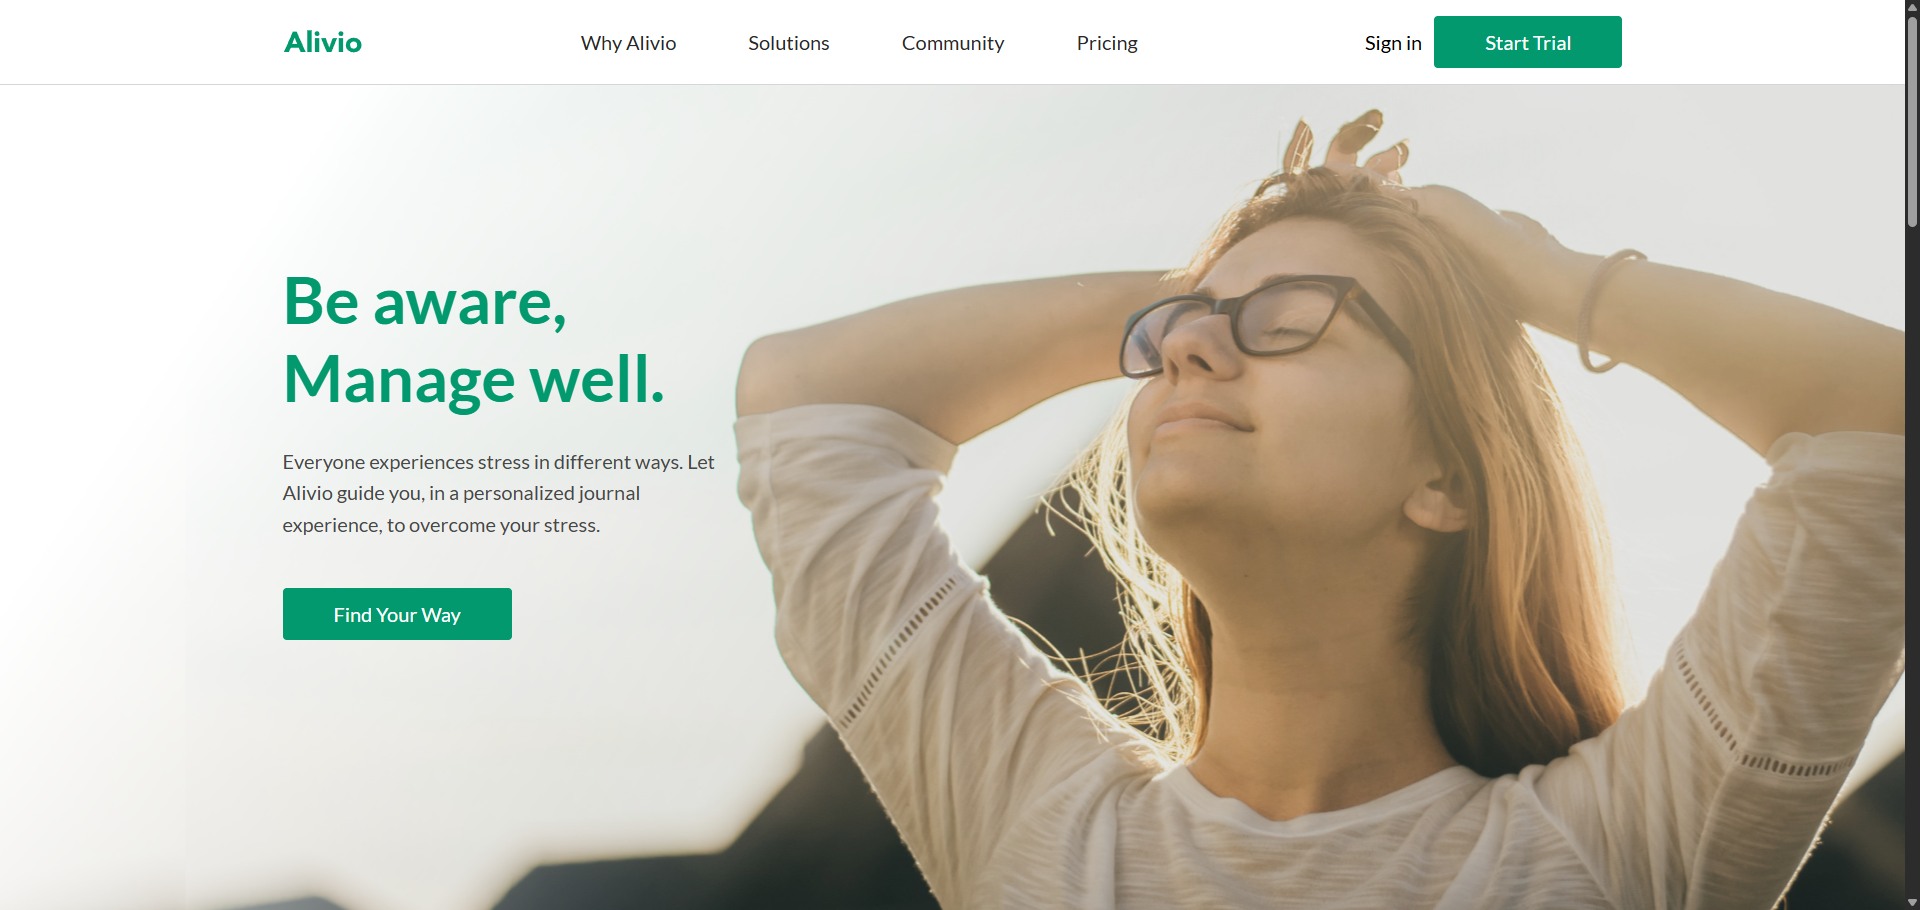 Alivio
Why Alivio
Solutions
Community
Pricing
Sign in
Start Trial
Be aware,
Manage well.
Everyone experiences stress in different ways. Let
Alivio guide you, in a personalized journal
experience, to overcome your stress.
Find Your Way